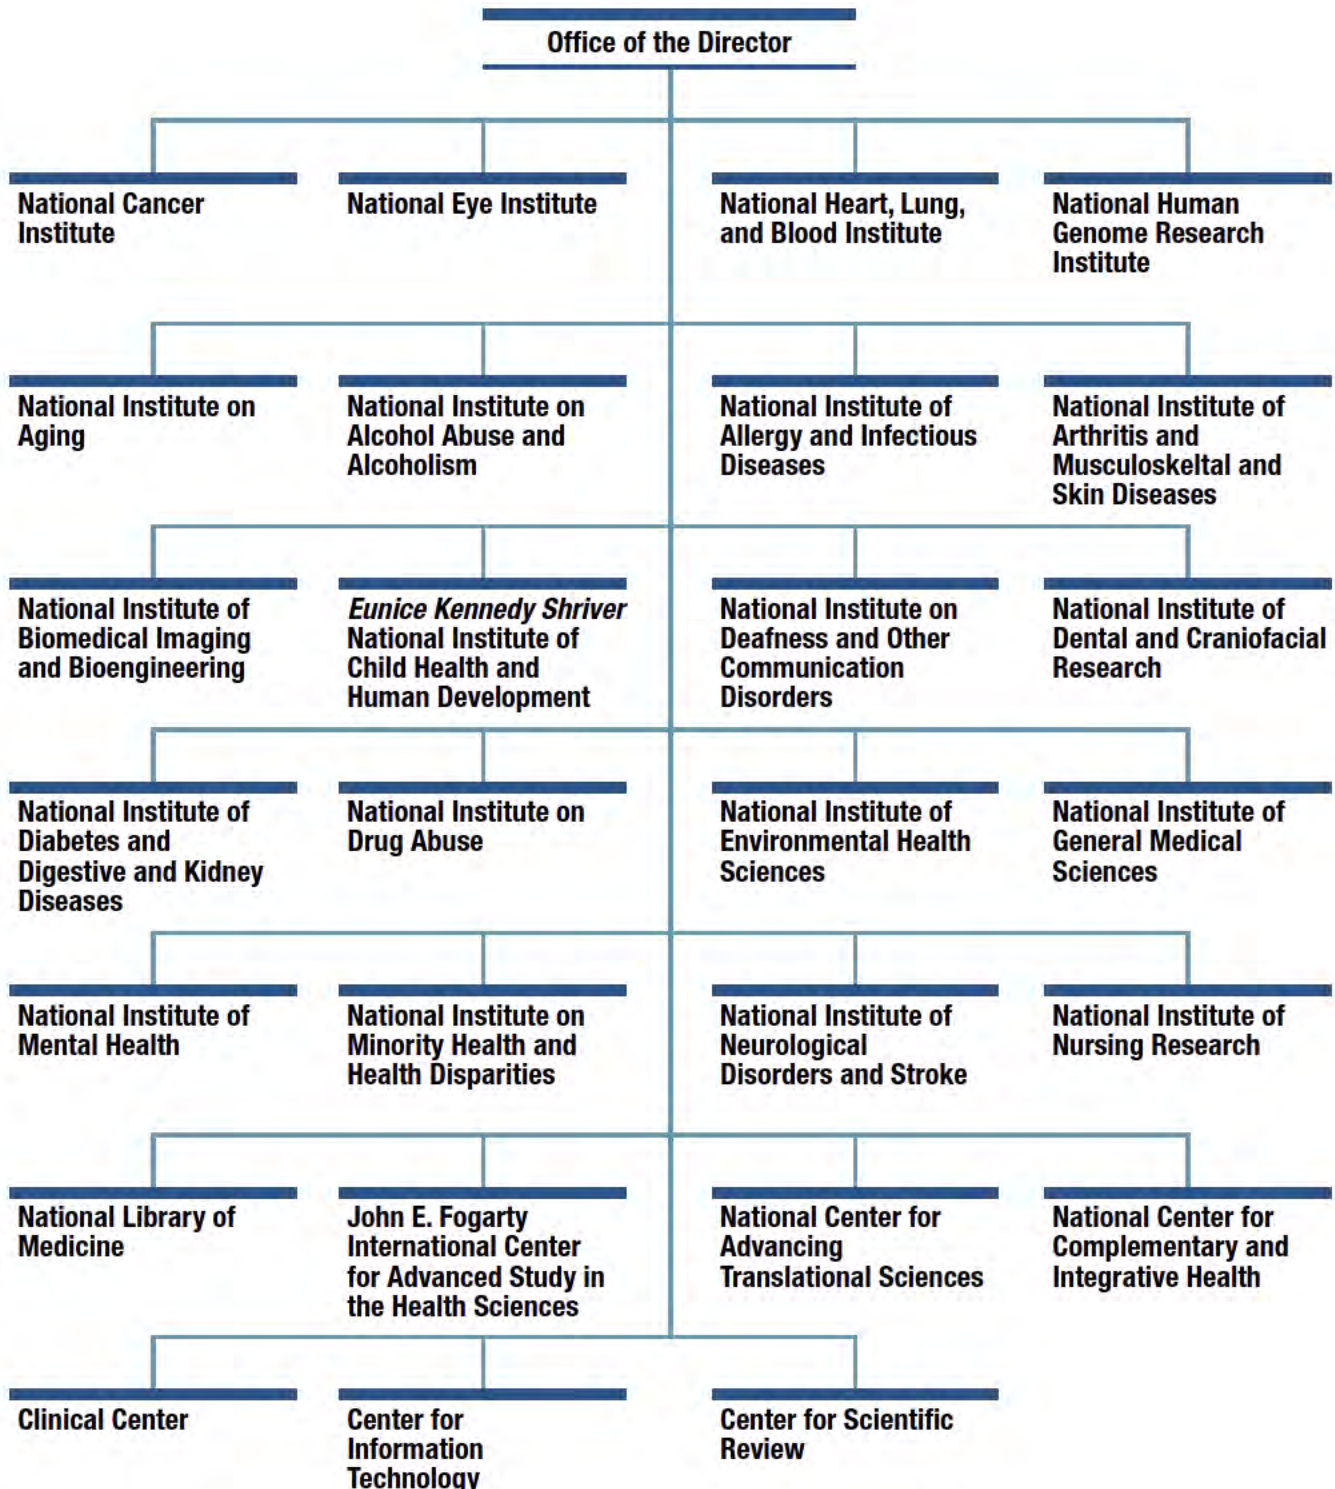 Office of the Director
National Cancer
Institute
National Eye Institute
National Heart, Lung,
and Blood Institute
National Human
Genome Research
Institute
National Institute on
Aging
National Institute on
Alcohol Abuse and
Alcoholism
National Institute of
Allergy and Infectious
Diseases
National Institute of
Arthritis and
Musculoskeltal and
Skin Diseases
National Institute of
Biomedical Imaging
and Bioengineering
Eunice Kennedy Shriver
National Institute of
Child Health and
Human Development
National Institute on
Deafness and Other
Communication
Disorders
National Institute of
Dental and Craniofacial
Research
National Institute of
Diabetes and
Digestive and Kidney
Diseases
National Institute on
Drug Abuse
National Institute of
Environmental Health
Sciences
National Institute of
General Medical
Sciences
National Institute of
Mental Health
National Institute on
Minority Health and
Health Disparities
National Institute of
Neurological
Disorders and Stroke
National Institute of
Nursing Research
National Library of
Medicine
John E. Fogarty
International Center
for Advanced Study in
the Health Sciences
National Center for
Advancing
Translational Sciences
National Center for
Complementary and
Integrative Health
Clinical Center
Center for
Information
Technology
Center for Scientific
Review